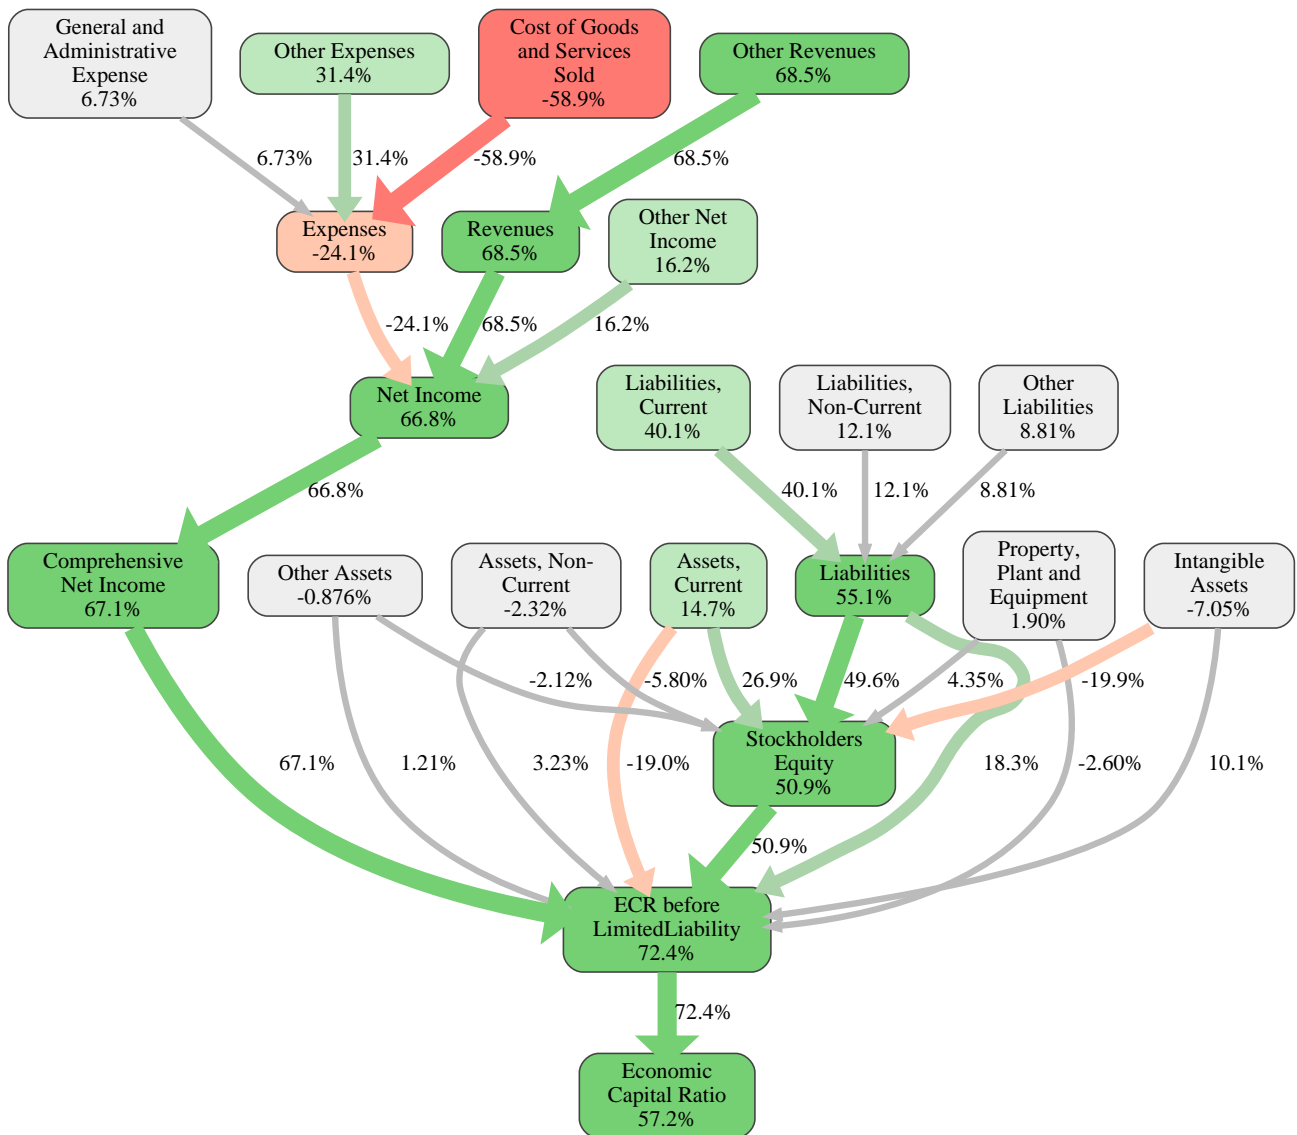 General and
Administrative
Expense
6.73%
Other Expenses
31.4%
Cost of Goods
and Services
Sold
-58.9%
Other Revenues
68.5%
6.73%
31.4%
-58.9%
68.5%
Expenses
-24.1%
Revenues
68.5%
Other Net
Income
16.2%
-24.1%
68.5%
16.2%
Net Income
66.8%
Liabilities,
Current
40.1%
Liabilities,
Non-Current
12.1%
Other
Liabilities
8.81%
66.8%
40.1%
12.1%
8.81%
Comprehensive
Net Income
67.1%
Other Assets
-0.876%
Assets, Non-
Current
-2.32%
Assets,
Current
14.7%
Liabilities
55.1%
Property,
Plant and
Equipment
1.90%
Intangible
Assets
-7.05%
-2.12%
-5.80%
26.9%
49.6%
4.35%
-19.9%
Stockholders
Equity
50.9%
67.1%
1.21%
3.23%
-19.0%
18.3%
-2.60%
10.1%
50.9%
ECR before
LimitedLiability
72.4%
72.4%
Economic
Capital Ratio
57.2%